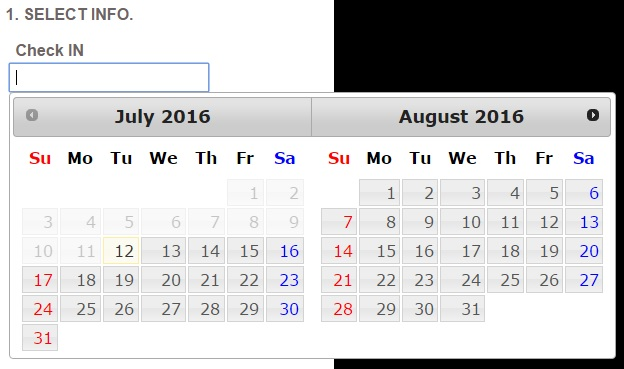 1. SELECT INFO.
Check IN
July 2016 August 2016
Su Mo Tu We Th Fr Sa Su Mo Tu We Th Fr Sa
1 2 1 2 3 4 5 6
3 4 5 6 7 8 9 7 8 9 10 11 12 13
10 11 12 13 14 15 16 14 15 16 17 18 19 20
17 18 19 20 21 22 23 21 22 23 24 25 26 27
24 25 26 27 28 29 30 28 29 30 31
31